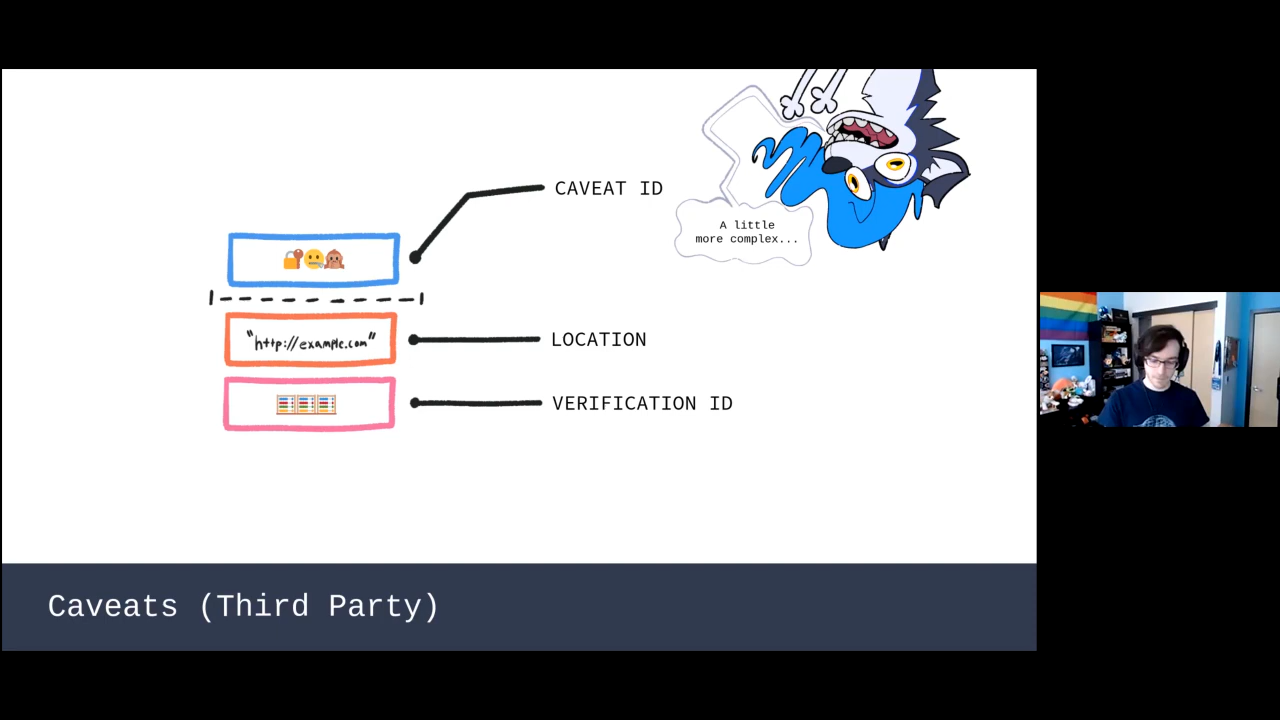 CAVEAT ID
A little
more complex...
"http://example.com"
LOCATION
VERIFICATION ID
Caveats (Third Party)